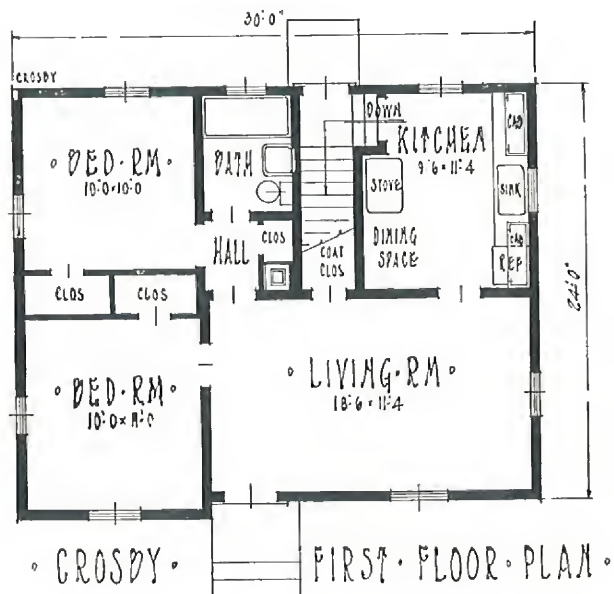 30'-0"
CROSBY
DOWN
BED·RM
10'-0×10'-0
BATH
KITCHEN
9'-6×11'-4
CAB
STOVE
SINK
HALL
CLOS
DINING
SPACE
CAB
COAT
CLOS
REF
CLOS
CLOS
24'-0"
BED·RM
LIVING·RM
18'-6×11'-4
·CROSBY· FIRST·FLOOR·PLAN·